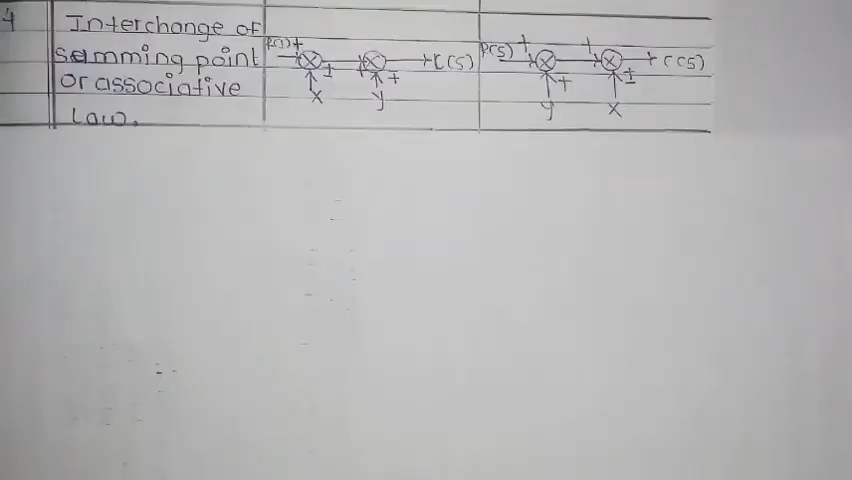 4
Interchange of
summing point
or associative
Law.
R(s) + ± + ± C(s)
x y
R(s) + + + ± C(s)
y x